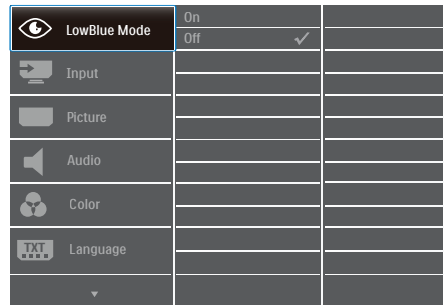 LowBlue Mode
On
Off
Input
Picture
Audio
Color
TXT
Language